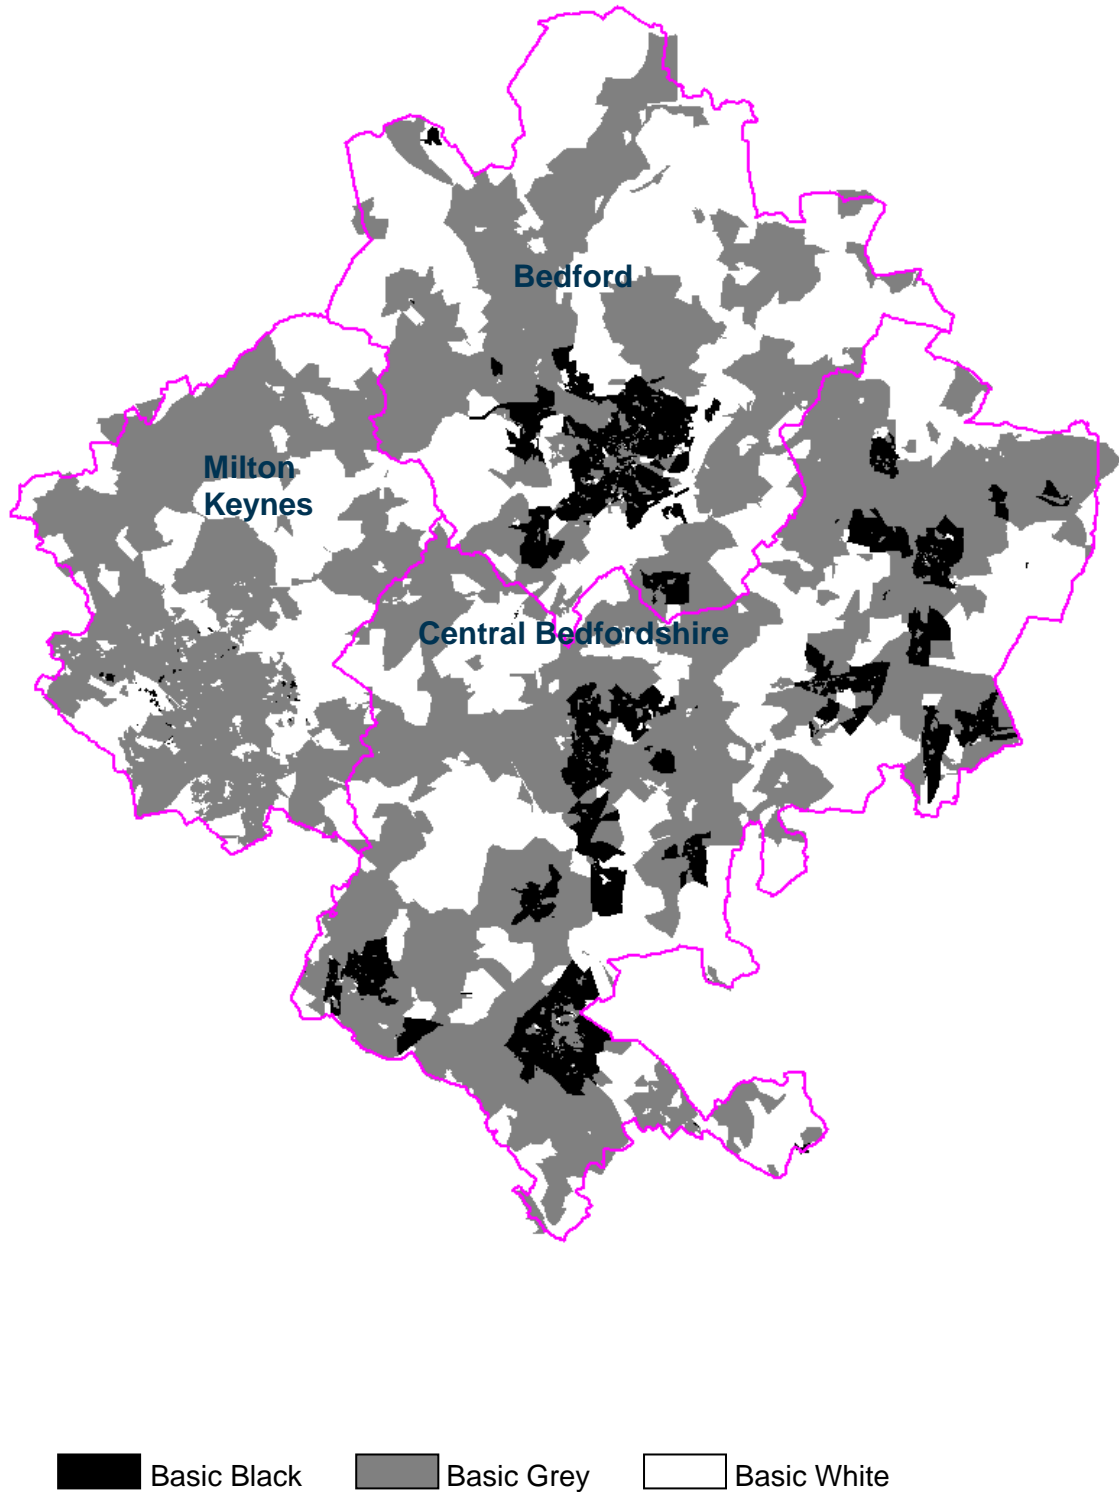 Bedford
Milton
Keynes
Central Bedfordshire
Basic Black
Basic Grey
Basic White